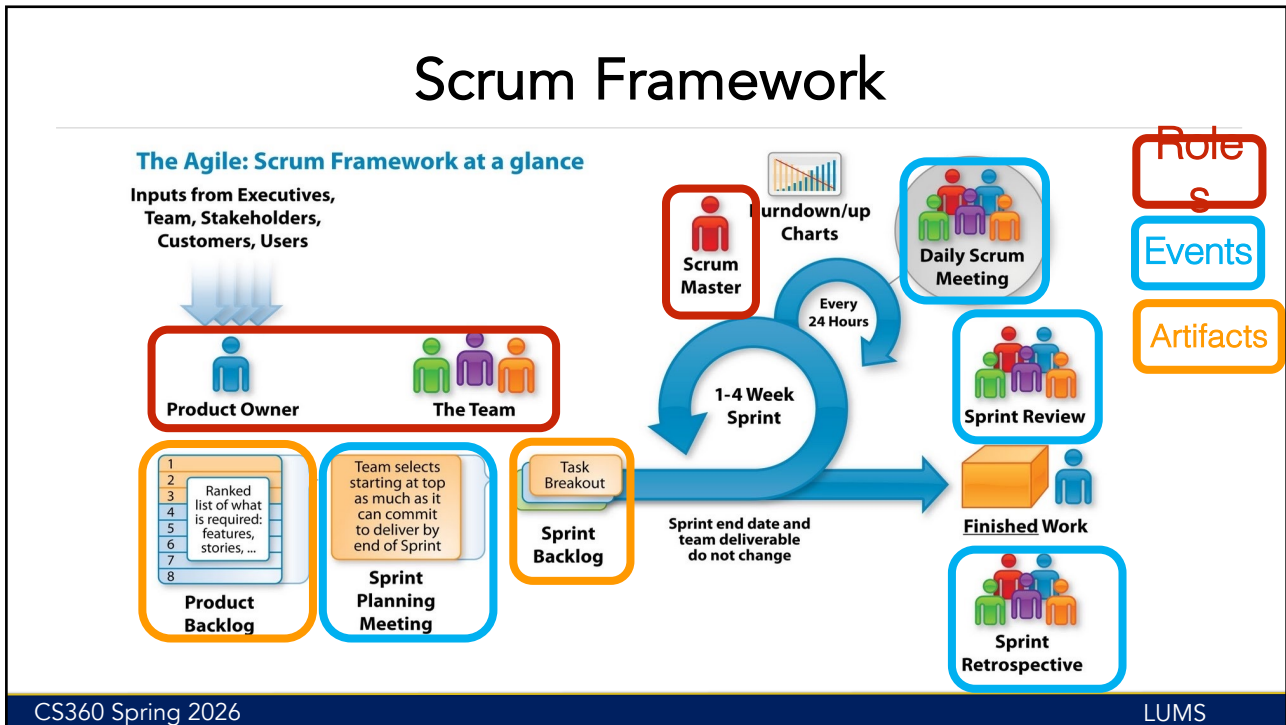 Scrum Framework
The Agile: Scrum Framework at a glance
Inputs from Executives,
Team, Stakeholders,
Customers, Users
Product Owner
The Team
1
2
3
4
5
6
7
8
Ranked
list of what
is required:
features,
stories, ...
Product
Backlog
Team selects
starting at top
as much as it
can commit
to deliver by
end of Sprint
Sprint
Planning
Meeting
Task
Breakout
Sprint
Backlog
Scrum
Master
Burndown/up
Charts
Every
24 Hours
Daily Scrum
Meeting
1-4 Week
Sprint
Sprint end date and
team deliverable
do not change
Sprint Review
Finished Work
Sprint
Retrospective
Role
s
Events
Artifacts
CS360 Spring 2026
LUMS